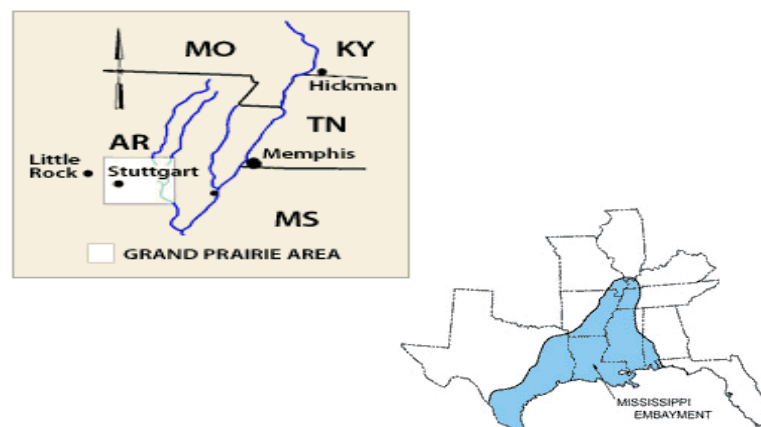 MO
KY
Hickman
TN
AR
Memphis
Little
Rock
Stuttgart
MS
GRAND PRAIRIE AREA
MISSISSIPPI
EMBAYMENT